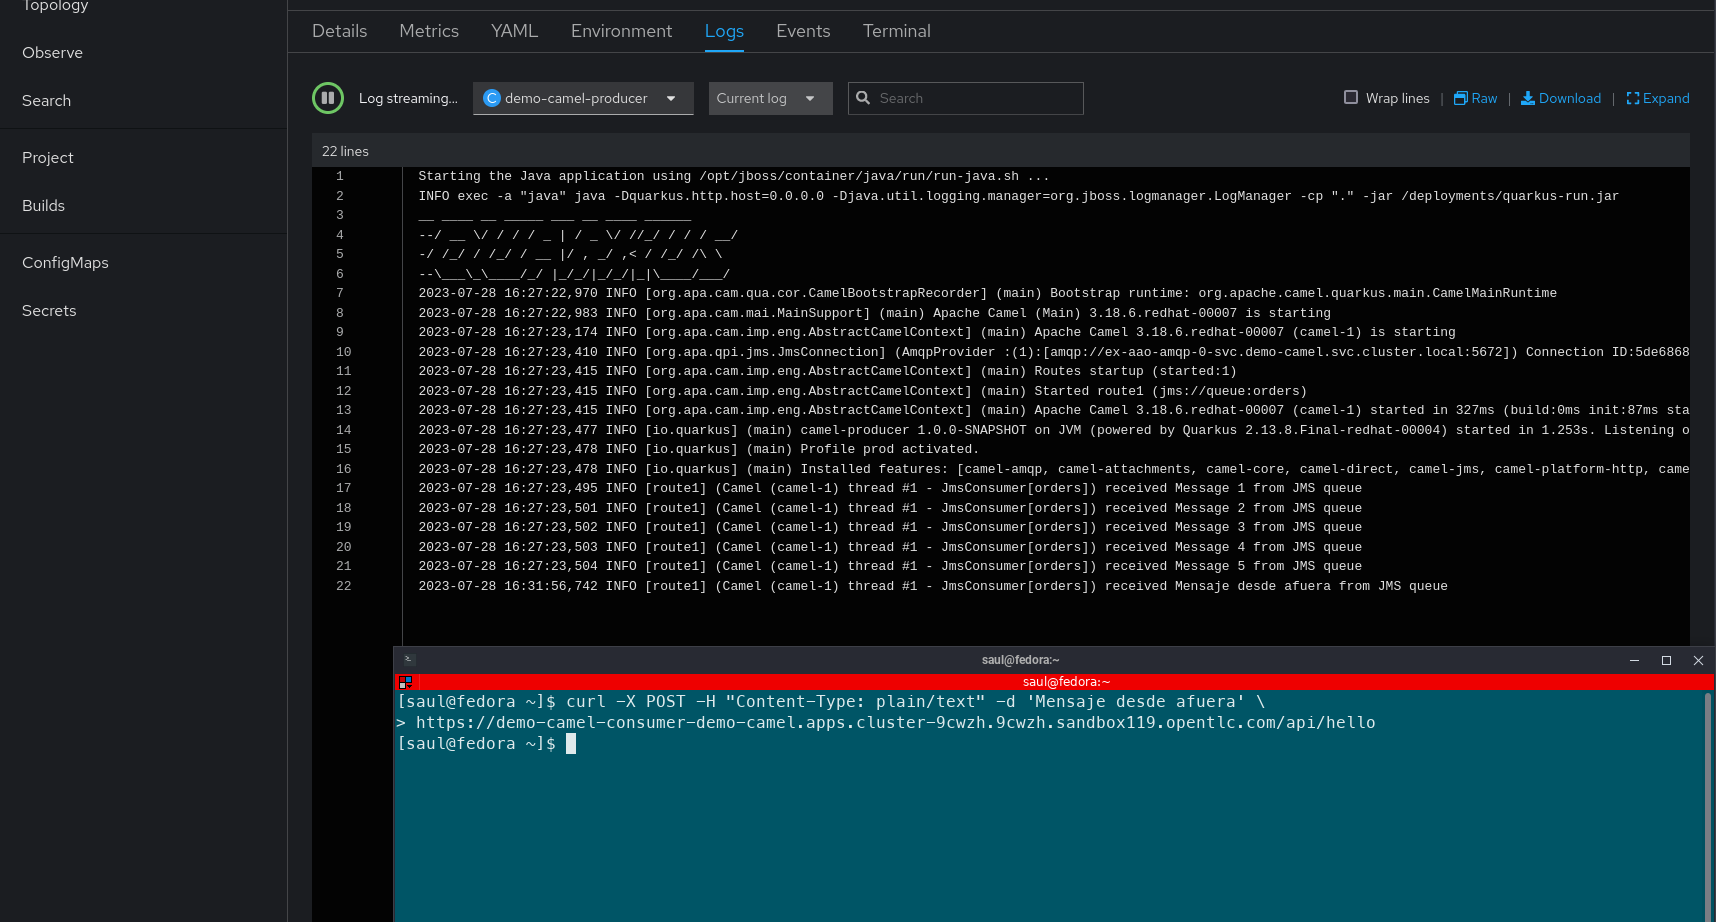 Topology
Observe
Search
Project
Builds
ConfigMaps
Secrets
Details Metrics YAML Environment Logs Events Terminal
Log streaming... C demo-camel-producer Current log Search Wrap lines | Raw | Download | Expand
22 lines
1 Starting the Java application using /opt/jboss/container/java/run/run-java.sh ...
2 INFO exec -a "java" java -Dquarkus.http.host=0.0.0.0 -Djava.util.logging.manager=org.jboss.logmanager.LogManager -cp "." -jar /deployments/quarkus-run.jar
3 __ ____ __ _____ ___ __ ____ ______
4 --/ __ \/ / / / _ | / _ \/ //_/ / / / __/
5 -/ /_/ / /_/ / __ |/ , _/ ,< / /_/ /\ \
6 --\___\_\____/_/ |_/_/|_/_/|_|\____/___/
7 2023-07-28 16:27:22,970 INFO [org.apa.cam.qua.cor.CamelBootstrapRecorder] (main) Bootstrap runtime: org.apache.camel.quarkus.main.CamelMainRuntime
8 2023-07-28 16:27:22,983 INFO [org.apa.cam.mai.MainSupport] (main) Apache Camel (Main) 3.18.6.redhat-00007 is starting
9 2023-07-28 16:27:23,174 INFO [org.apa.cam.imp.eng.AbstractCamelContext] (main) Apache Camel 3.18.6.redhat-00007 (camel-1) is starting
10 2023-07-28 16:27:23,410 INFO [org.apa.qpi.jms.JmsConnection] (AmqpProvider :(1):[amqp://ex-aao-amqp-0-svc.demo-camel.svc.cluster.local:5672]) Connection ID:5de6868
11 2023-07-28 16:27:23,415 INFO [org.apa.cam.imp.eng.AbstractCamelContext] (main) Routes startup (started:1)
12 2023-07-28 16:27:23,415 INFO [org.apa.cam.imp.eng.AbstractCamelContext] (main) Started route1 (jms://queue:orders)
13 2023-07-28 16:27:23,415 INFO [org.apa.cam.imp.eng.AbstractCamelContext] (main) Apache Camel 3.18.6.redhat-00007 (camel-1) started in 327ms (build:0ms init:87ms sta
14 2023-07-28 16:27:23,477 INFO [io.quarkus] (main) camel-producer 1.0.0-SNAPSHOT on JVM (powered by Quarkus 2.13.8.Final-redhat-00004) started in 1.253s. Listening o
15 2023-07-28 16:27:23,478 INFO [io.quarkus] (main) Profile prod activated.
16 2023-07-28 16:27:23,478 INFO [io.quarkus] (main) Installed features: [camel-amqp, camel-attachments, camel-core, camel-direct, camel-jms, camel-platform-http, came
17 2023-07-28 16:27:23,495 INFO [route1] (Camel (camel-1) thread #1 - JmsConsumer[orders]) received Message 1 from JMS queue
18 2023-07-28 16:27:23,501 INFO [route1] (Camel (camel-1) thread #1 - JmsConsumer[orders]) received Message 2 from JMS queue
19 2023-07-28 16:27:23,502 INFO [route1] (Camel (camel-1) thread #1 - JmsConsumer[orders]) received Message 3 from JMS queue
20 2023-07-28 16:27:23,503 INFO [route1] (Camel (camel-1) thread #1 - JmsConsumer[orders]) received Message 4 from JMS queue
21 2023-07-28 16:27:23,504 INFO [route1] (Camel (camel-1) thread #1 - JmsConsumer[orders]) received Message 5 from JMS queue
22 2023-07-28 16:31:56,742 INFO [route1] (Camel (camel-1) thread #1 - JmsConsumer[orders]) received Mensaje desde afuera from JMS queue
saul@fedora:~
saul@fedora:~
[saul@fedora ~]$ curl -X POST -H "Content-Type: plain/text" -d 'Mensaje desde afuera' \
> https://demo-camel-consumer-demo-camel.apps.cluster-9cwzh.9cwzh.sandbox119.opentlc.com/api/hello
[saul@fedora ~]$